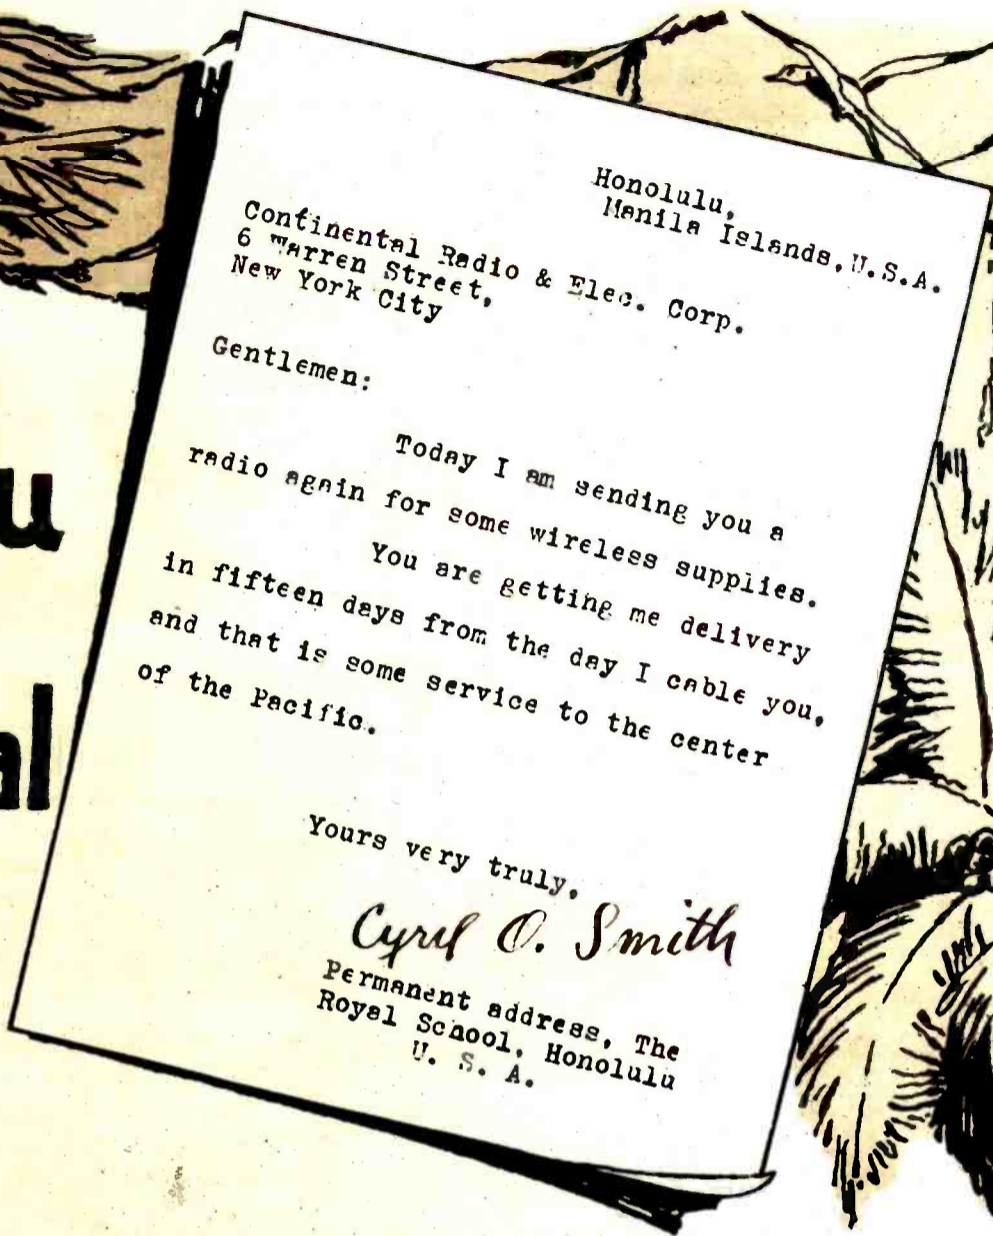 Honolulu,
Manila Islands, U.S.A.
Continental Radio & Elec. Corp.
6 Warren Street,
New York City
Gentlemen:
Today I am sending you a
radio again for some wireless supplies.
You are getting me delivery
in fifteen days from the day I cable you,
and that is some service to the center
of the Pacific.
Yours very truly,
Cyril O. Smith
Permanent address, The
Royal School, Honolulu
U. S. A.
u
al